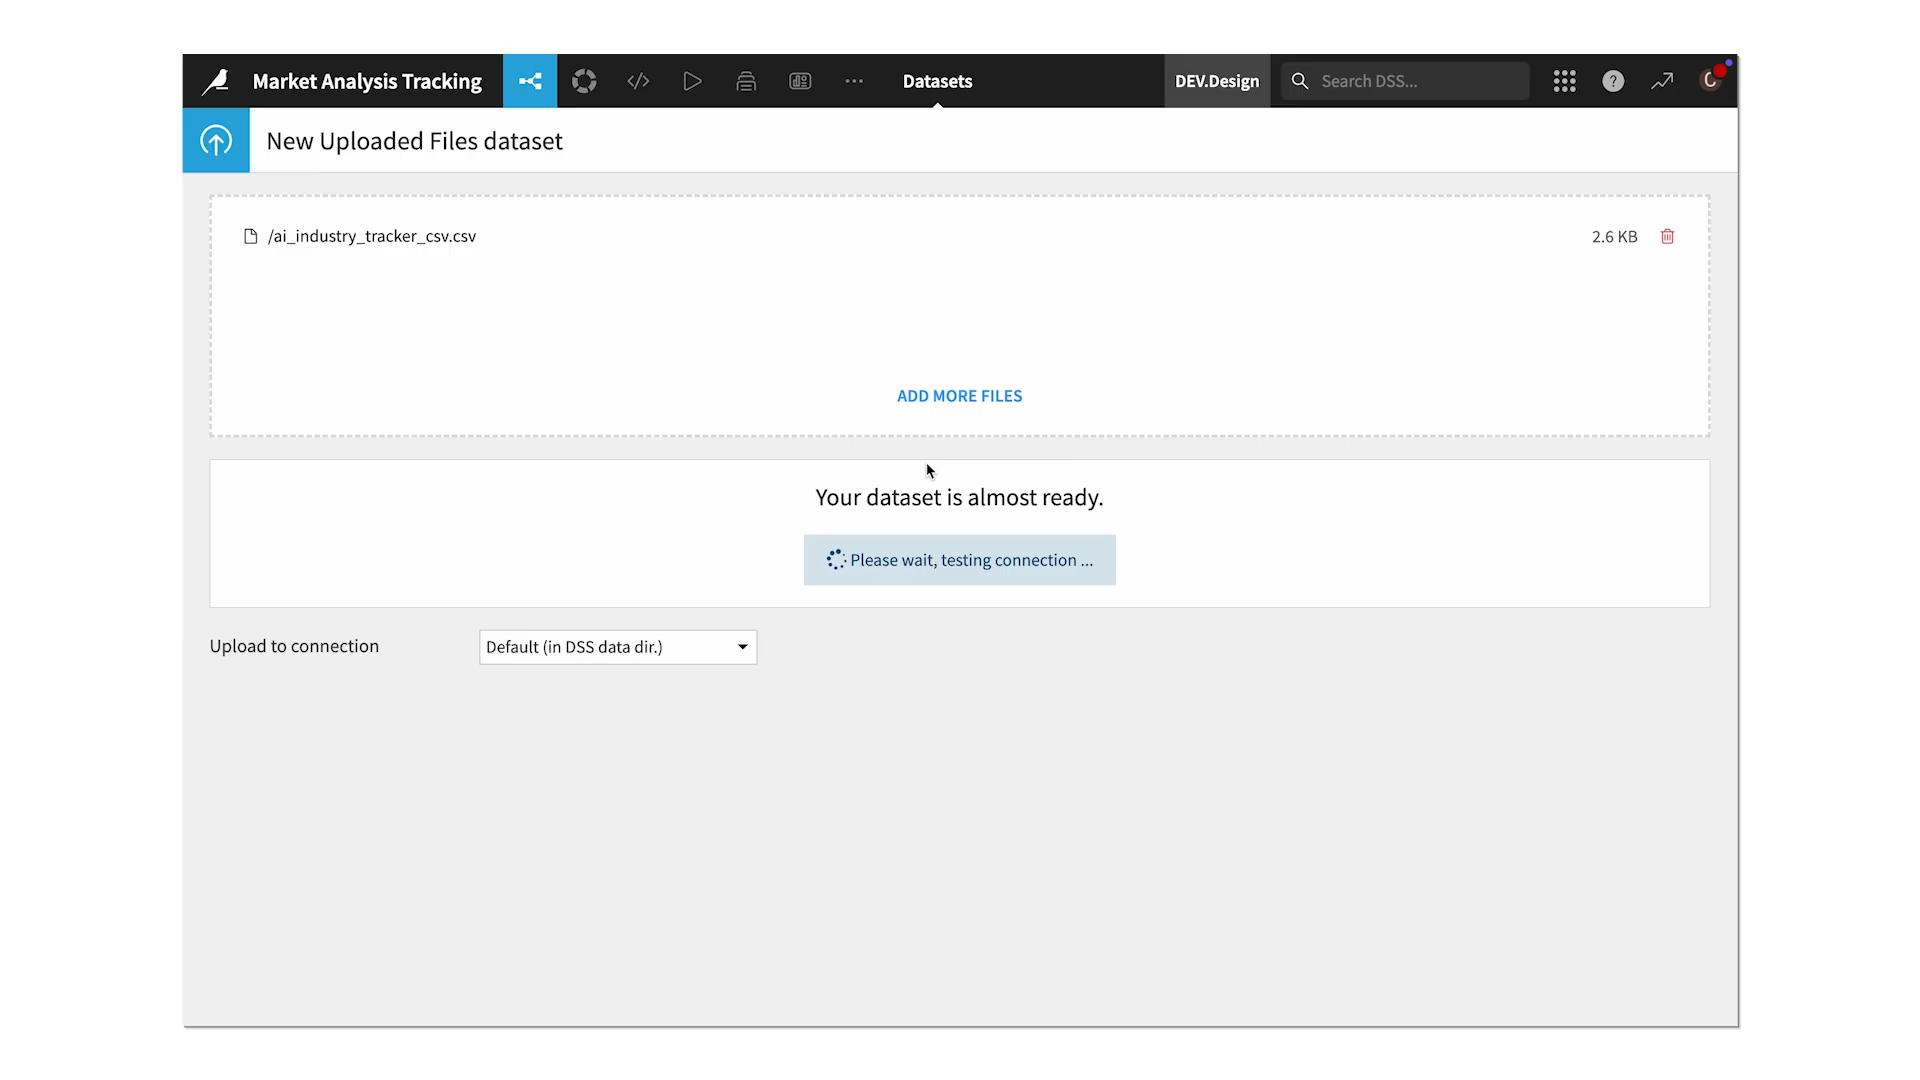 Market Analysis Tracking
Datasets
DEV.Design
Search DSS...
?
C
New Uploaded Files dataset
/ai_industry_tracker_csv.csv
2.6 KB
ADD MORE FILES
Your dataset is almost ready.
Please wait, testing connection ...
Upload to connection
Default (in DSS data dir.)